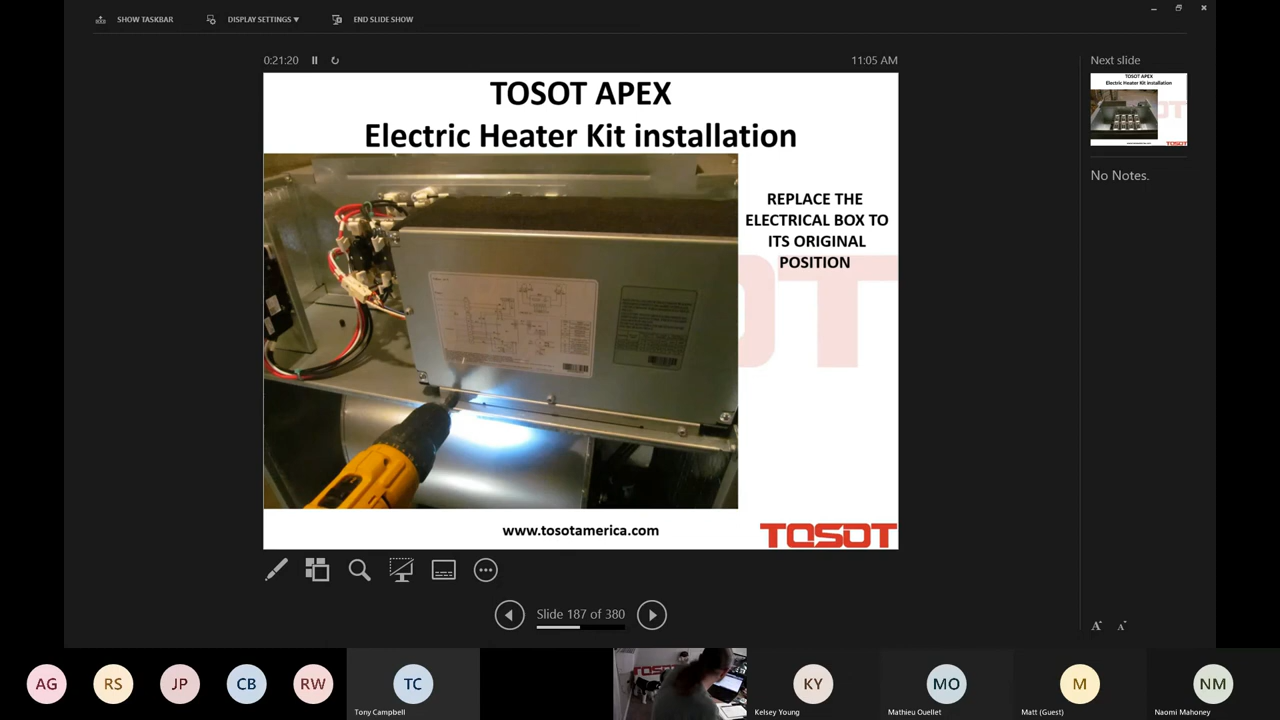 SHOW TASKBAR
DISPLAY SETTINGS ▼
END SLIDE SHOW
0:21:20
11:05 AM
TOSOT APEX
Electric Heater Kit installation
REPLACE THE
ELECTRICAL BOX TO
ITS ORIGINAL
POSITION
www.tosotamerica.com
TOSOT
Slide 187 of 380
Next slide
TOSOT APEX
Electric Heater Kit installation
TOSOT
No Notes.
A
A
AG
RS
JP
CB
RW
TC
Tony Campbell
KY
Kelsey Young
MO
Mathieu Ouellet
M
Matt (Guest)
NM
Naomi Mahoney